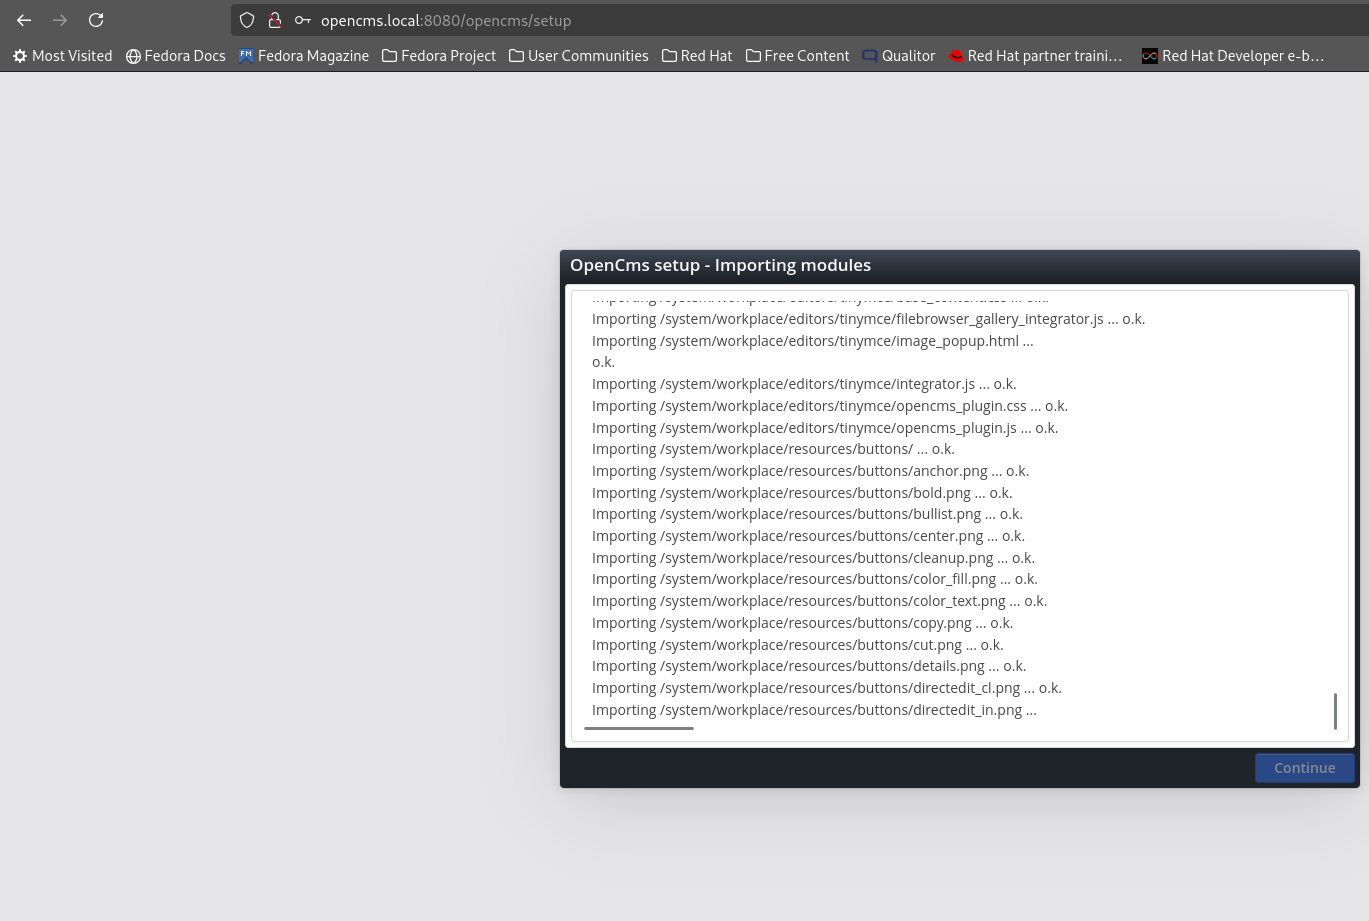 opencms.local:8080/opencms/setup
Most Visited Fedora Docs Fedora Magazine Fedora Project User Communities Red Hat Free Content Qualitor Red Hat partner traini… Red Hat Developer e-b…
OpenCms setup - Importing modules
Importing /system/workplace/editors/tinymce/base_content.css ... o.k.
Importing /system/workplace/editors/tinymce/filebrowser_gallery_integrator.js ... o.k.
Importing /system/workplace/editors/tinymce/image_popup.html ...
o.k.
Importing /system/workplace/editors/tinymce/integrator.js ... o.k.
Importing /system/workplace/editors/tinymce/opencms_plugin.css ... o.k.
Importing /system/workplace/editors/tinymce/opencms_plugin.js ... o.k.
Importing /system/workplace/resources/buttons/ ... o.k.
Importing /system/workplace/resources/buttons/anchor.png ... o.k.
Importing /system/workplace/resources/buttons/bold.png ... o.k.
Importing /system/workplace/resources/buttons/bullist.png ... o.k.
Importing /system/workplace/resources/buttons/center.png ... o.k.
Importing /system/workplace/resources/buttons/cleanup.png ... o.k.
Importing /system/workplace/resources/buttons/color_fill.png ... o.k.
Importing /system/workplace/resources/buttons/color_text.png ... o.k.
Importing /system/workplace/resources/buttons/copy.png ... o.k.
Importing /system/workplace/resources/buttons/cut.png ... o.k.
Importing /system/workplace/resources/buttons/details.png ... o.k.
Importing /system/workplace/resources/buttons/directedit_cl.png ... o.k.
Importing /system/workplace/resources/buttons/directedit_in.png ...
Continue